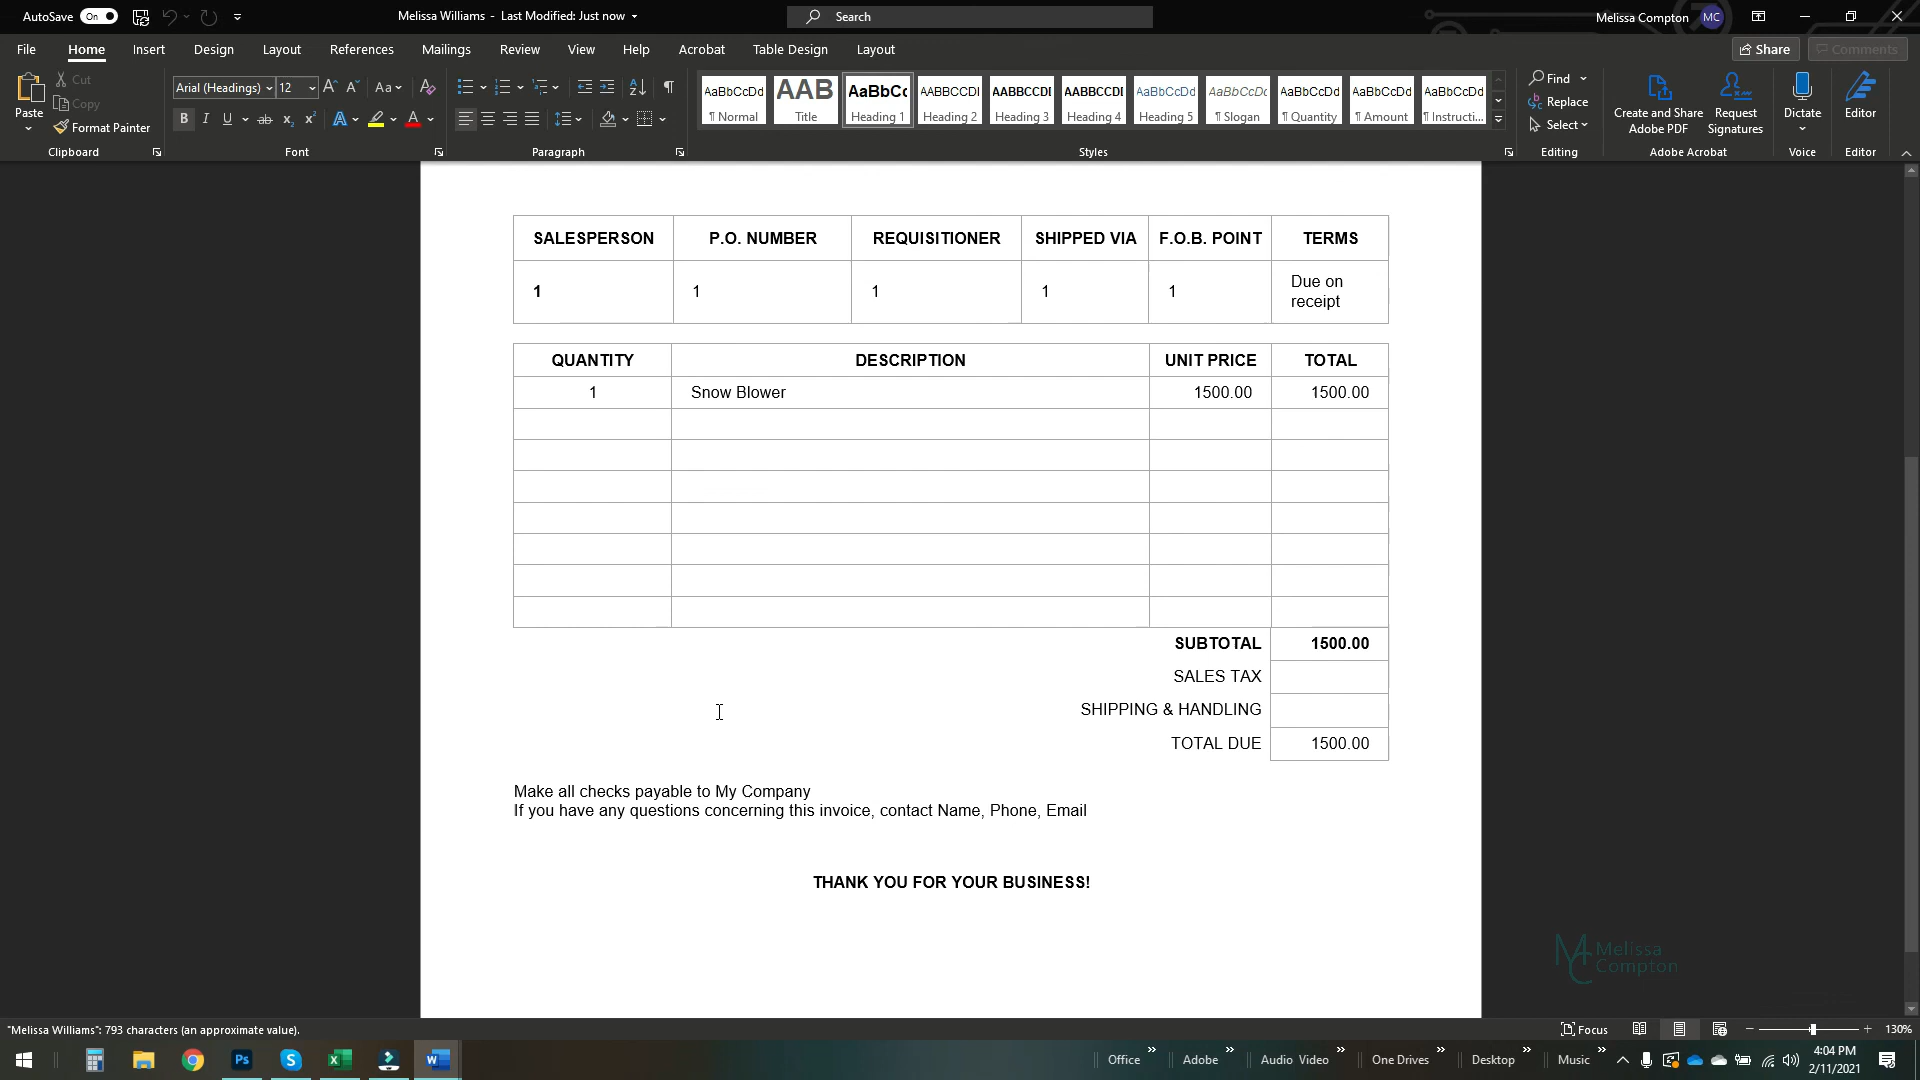 AutoSave On Melissa Williams - Last Modified: Just now Search Melissa Compton MC
File Home Insert Design Layout References Mailings Review View Help Acrobat Table Design Layout Share Comments
Paste Cut Copy Format Painter
Clipboard
Arial (Headings) 12 Aa
B I U ab x₂ x² A A
Font
Paragraph
AaBbCcDd AAB AaBbCc AABBCCDI AABBCCDI AABBCCDI AaBbCcDd AaBbCcDc AaBbCcDd AaBbCcDd AaBbCcDd
¶ Normal Title Heading 1 Heading 2 Heading 3 Heading 4 Heading 5 ¶ Slogan ¶ Quantity ¶ Amount ¶ Instructi...
Styles
Find
Replace
Select
Editing
Create and Share Adobe PDF
Request Signatures
Adobe Acrobat
Dictate
Voice
Editor
Editor
SALESPERSON P.O. NUMBER REQUISITIONER SHIPPED VIA F.O.B. POINT TERMS
1 1 1 1 1 Due on receipt
QUANTITY DESCRIPTION UNIT PRICE TOTAL
1 Snow Blower 1500.00 1500.00
SUBTOTAL 1500.00
SALES TAX
SHIPPING & HANDLING
TOTAL DUE 1500.00
Make all checks payable to My Company
If you have any questions concerning this invoice, contact Name, Phone, Email
THANK YOU FOR YOUR BUSINESS!
MC Melissa
Compton
"Melissa Williams": 793 characters (an approximate value). Focus 130%
Ps S X W Office Adobe Audio Video One Drives Desktop Music 4:04 PM
2/11/2021